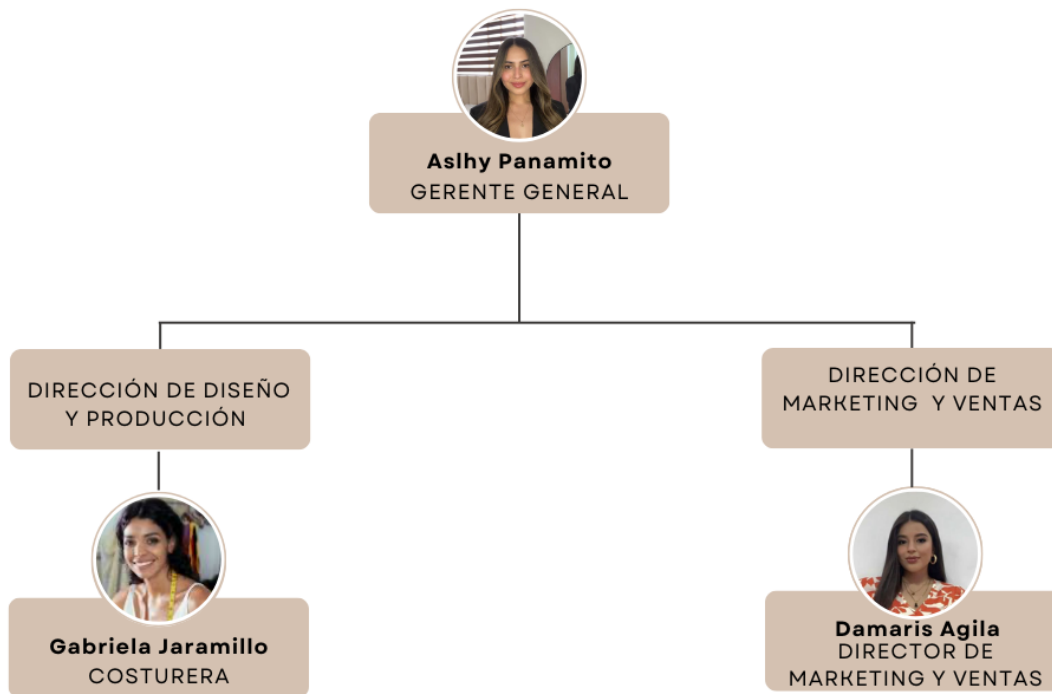 Aslhy Panamito
GERENTE GENERAL
DIRECCIÓN DE DISEÑO
Y PRODUCCIÓN
DIRECCIÓN DE
MARKETING Y VENTAS
Gabriela Jaramillo
COSTURERA
Damaris Agila
DIRECTOR DE
MARKETING Y VENTAS